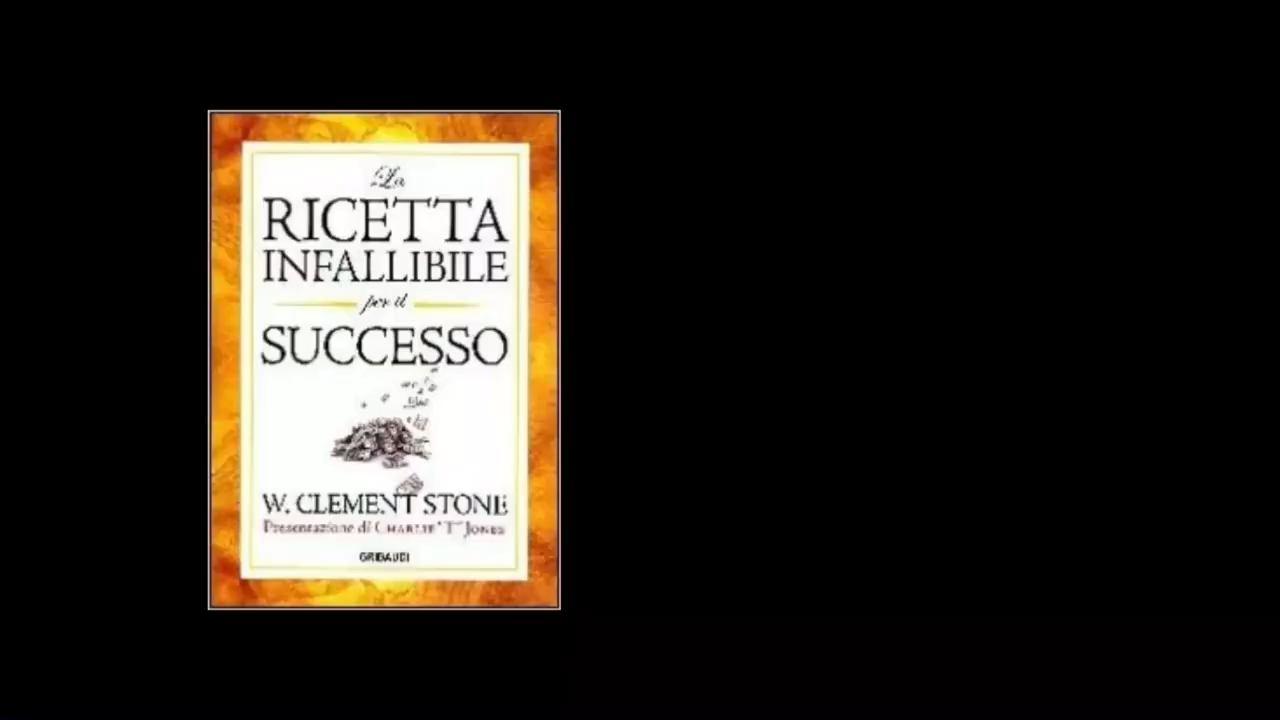 La
RICETTA
INFALLIBILE
per il
SUCCESSO
W. CLEMENT STONE
Presentazione di CHARLIE "T" JONES
GRIBAUDI